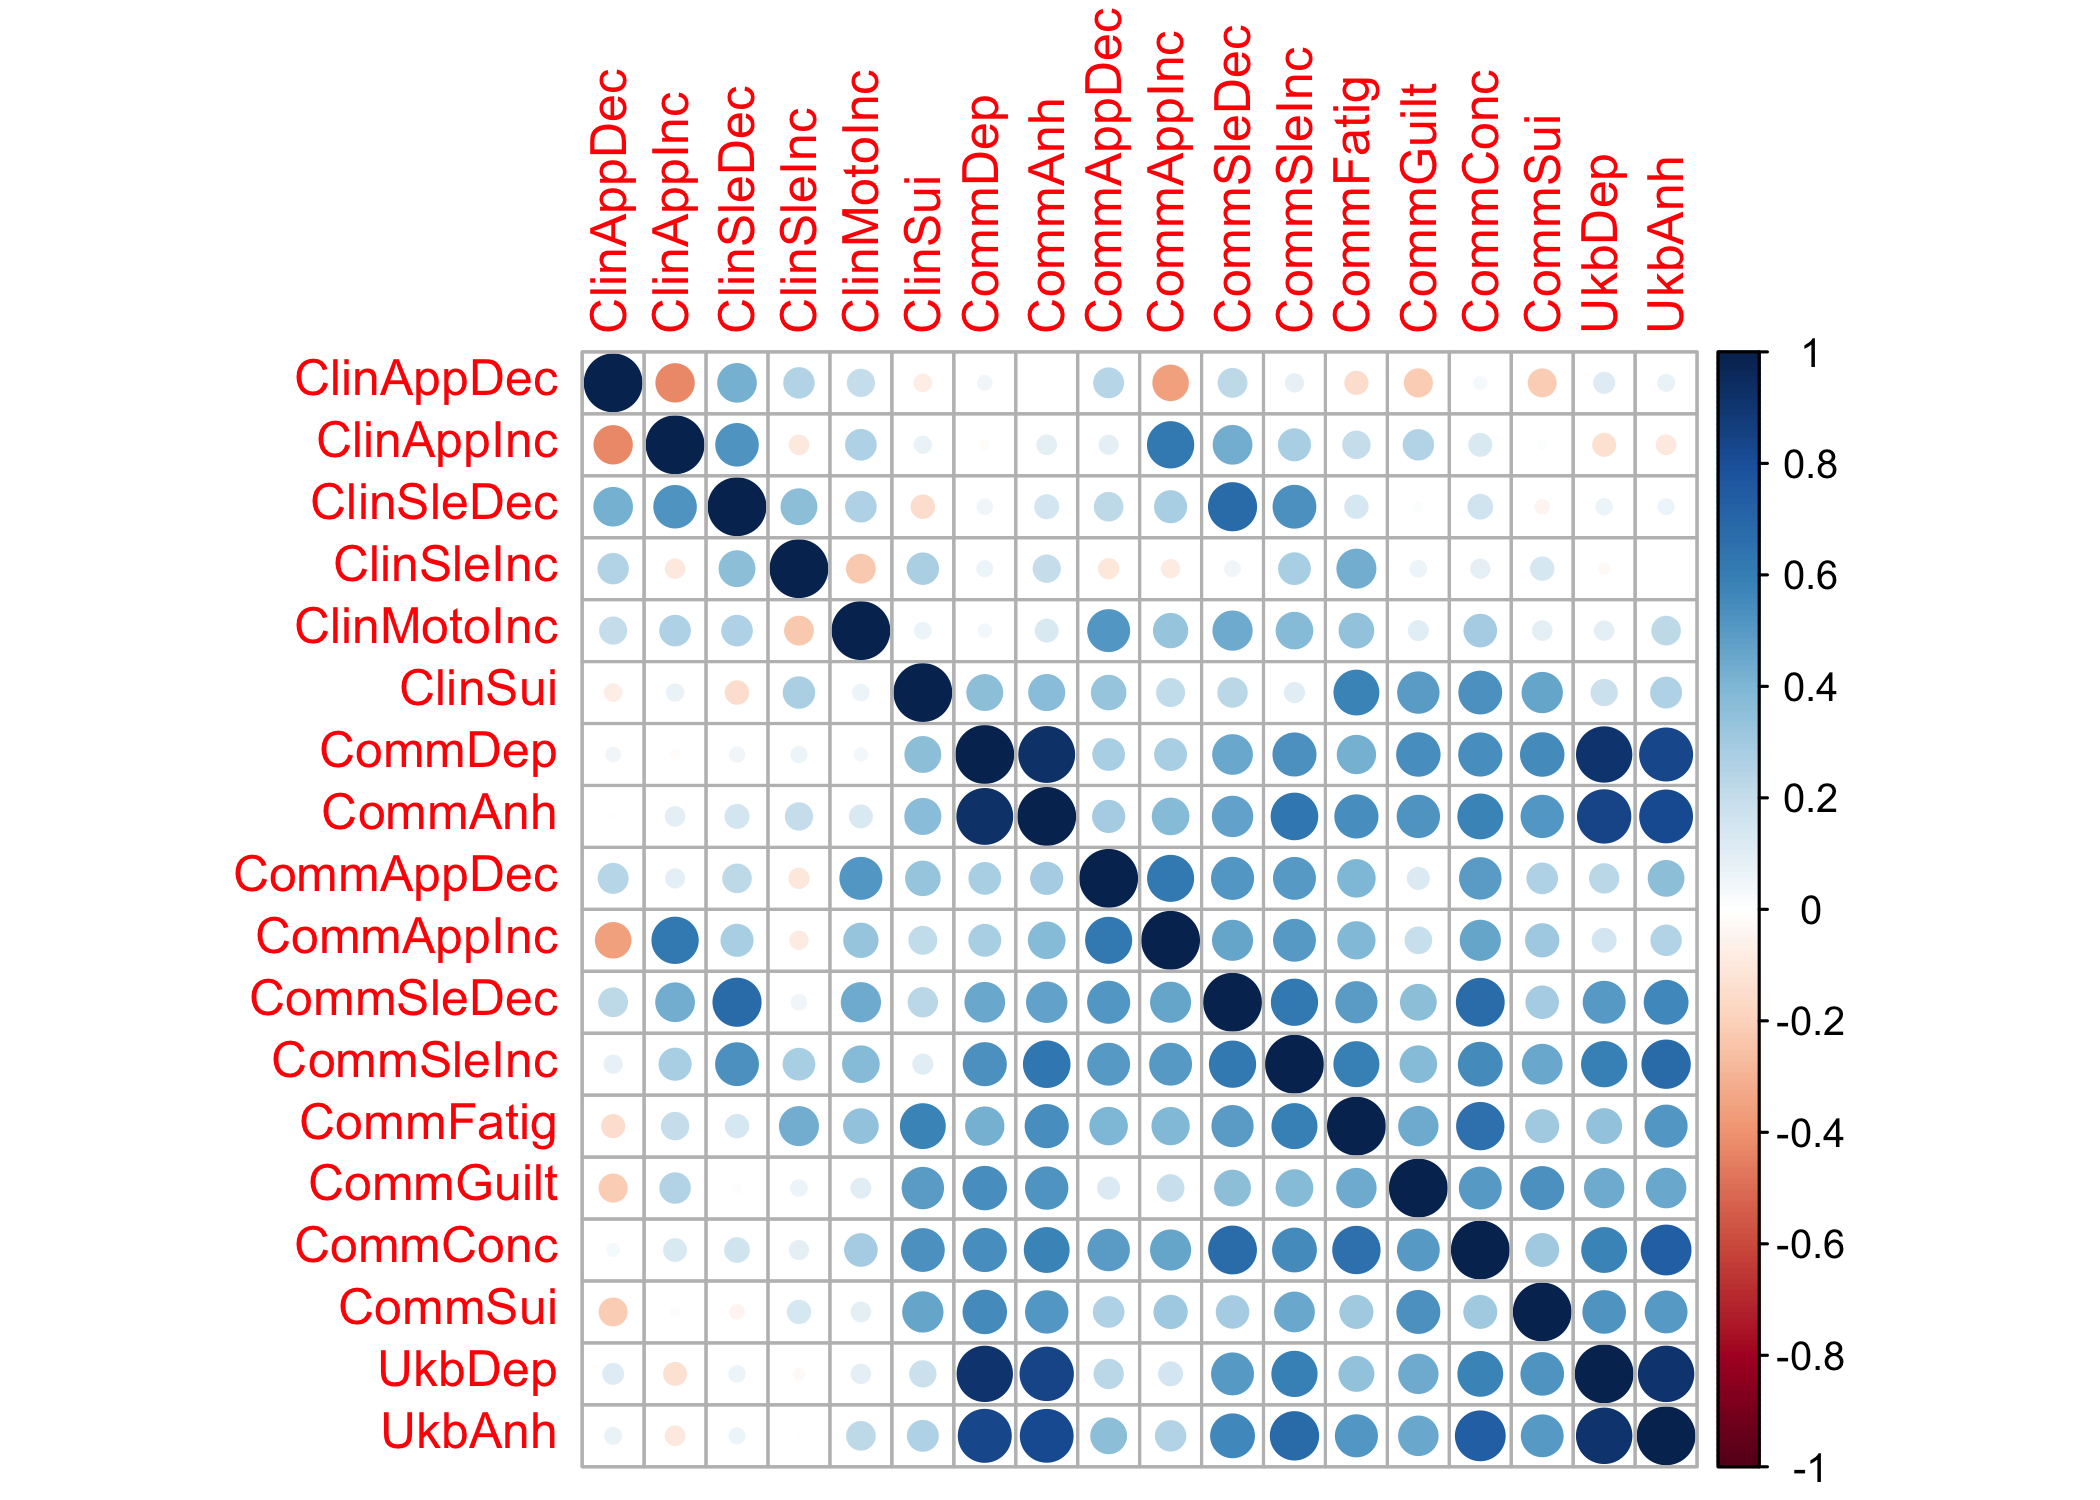 ClinAppDec
ClinAppInc
ClinSleDec
ClinSleInc
ClinMotoInc
ClinSui
CommDep
CommAnh
CommAppDec
CommAppInc
CommSleDec
CommSleInc
CommFatig
CommGuilt
CommConc
CommSui
UkbDep
UkbAnh
ClinAppDec
ClinAppInc
ClinSleDec
ClinSleInc
ClinMotoInc
ClinSui
CommDep
CommAnh
CommAppDec
CommAppInc
CommSleDec
CommSleInc
CommFatig
CommGuilt
CommConc
CommSui
UkbDep
UkbAnh
1
0.8
0.6
0.4
0.2
0
-0.2
-0.4
-0.6
-0.8
-1